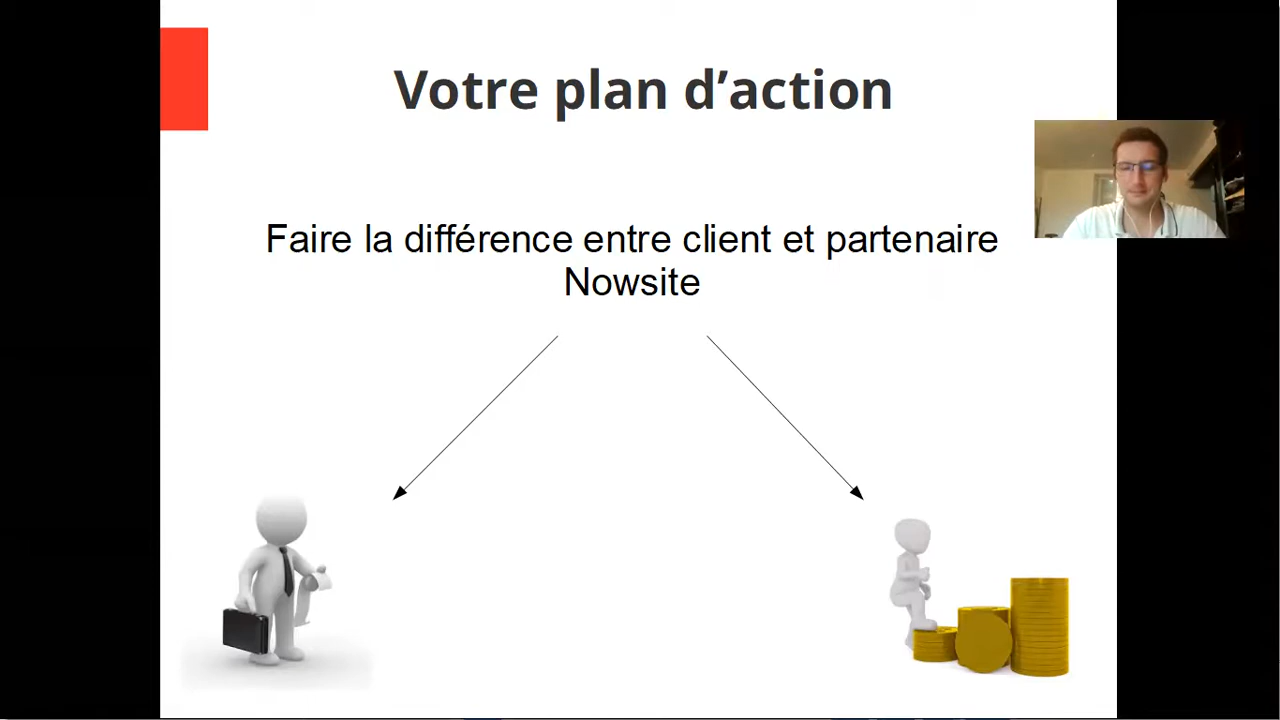 Votre plan d’action
Faire la différence entre client et partenaire
Nowsite